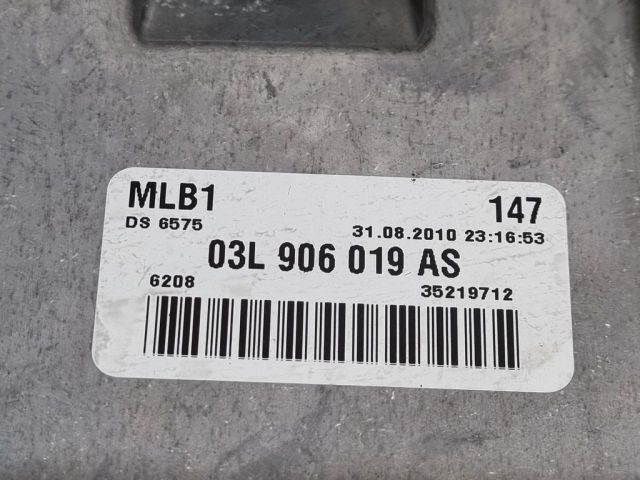 MLB1 147
DS 6575 31.08.2010 23:16:53
03L 906 019 AS
6208 35219712